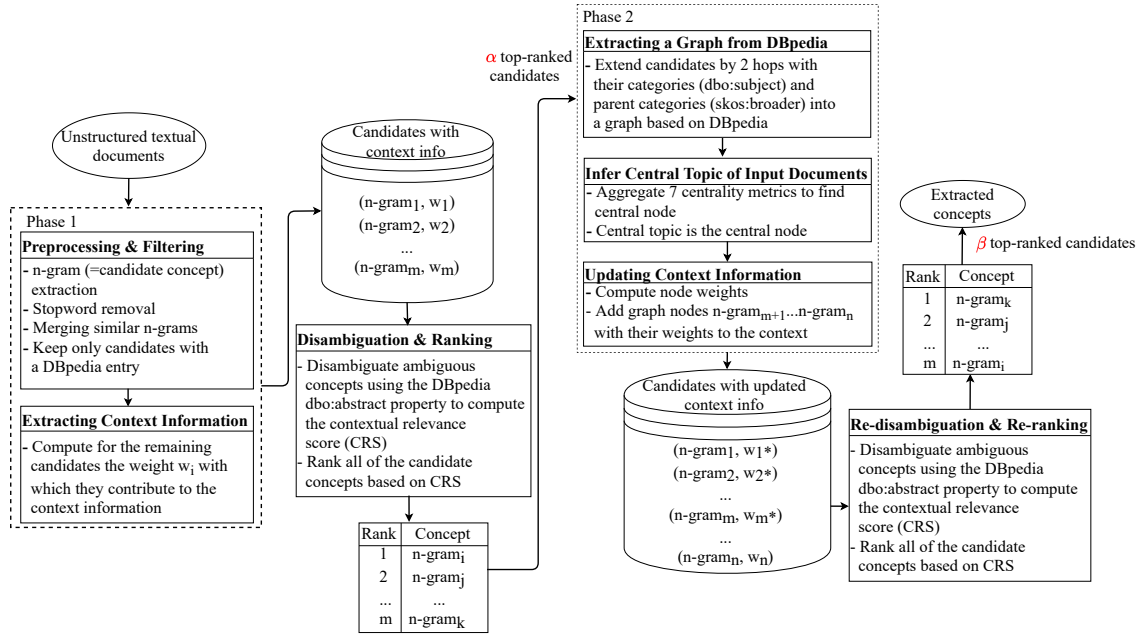 Unstructured textual
documents
Phase 1
Preprocessing & Filtering
- n-gram (=candidate concept)
extraction
- Stopword removal
- Merging similar n-grams
- Keep only candidates with
a DBpedia entry
Extracting Context Information
- Compute for the remaining
candidates the weight wi with
which they contribute to the
context information
Candidates with
context info
(n-gram1, w1)
(n-gram2, w2)
...
(n-gramm, wm)
Disambiguation & Ranking
- Disambiguate ambiguous
concepts using the DBpedia
dbo:abstract property to compute
the contextual relevance
score (CRS)
- Rank all of the candidate
concepts based on CRS
Rank Concept
1 n-grami
2 n-gramj
... ...
m n-gramk
α top-ranked
candidates
Phase 2
Extracting a Graph from DBpedia
- Extend candidates by 2 hops with
their categories (dbo:subject) and
parent categories (skos:broader) into
a graph based on DBpedia
Infer Central Topic of Input Documents
- Aggregate 7 centrality metrics to find
central node
- Central topic is the central node
Updating Context Information
- Compute node weights
- Add graph nodes n-gramm+1...n-gramn
with their weights to the context
Candidates with updated
context info
(n-gram1, w1*)
(n-gram2, w2*)
...
(n-gramm, wm*)
...
(n-gramn, wn)
Re-disambiguation & Re-ranking
- Disambiguate ambiguous
concepts using the DBpedia
dbo:abstract property to compute
the contextual relevance
score (CRS)
- Rank all of the candidate
concepts based on CRS
Rank Concept
1 n-gramk
2 n-gramj
... ...
m n-grami
β top-ranked candidates
Extracted
concepts